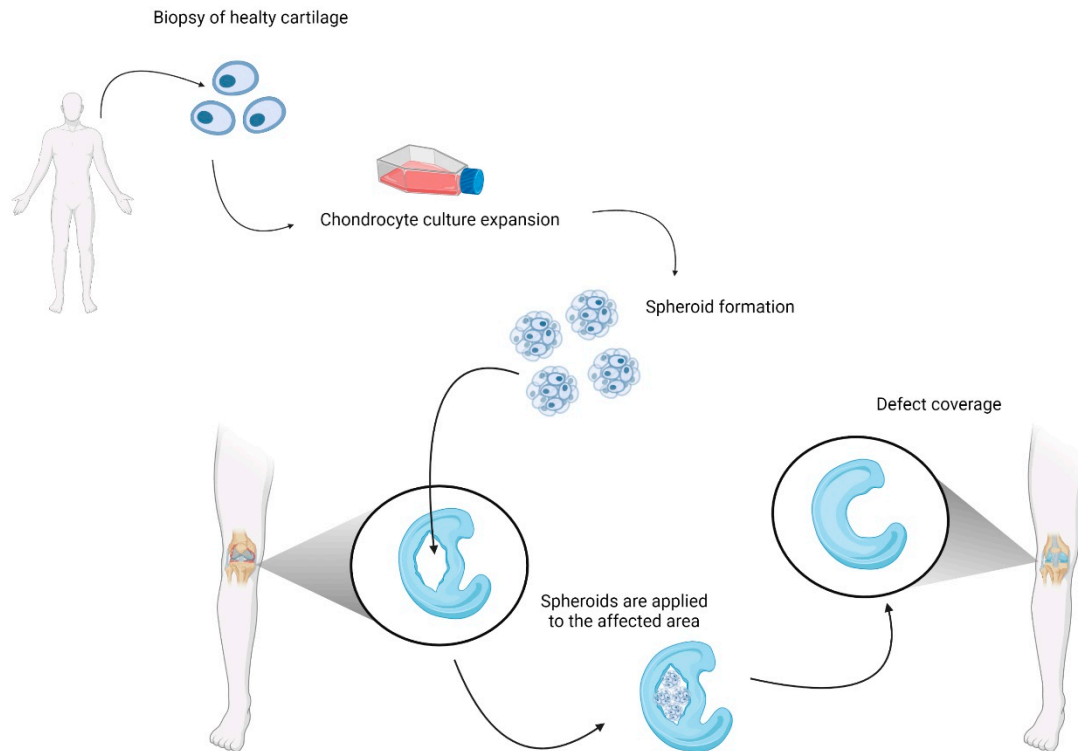 Biopsy of healty cartilage
Chondrocyte culture expansion
Spheroid formation
Defect coverage
Spheroids are applied
to the affected area